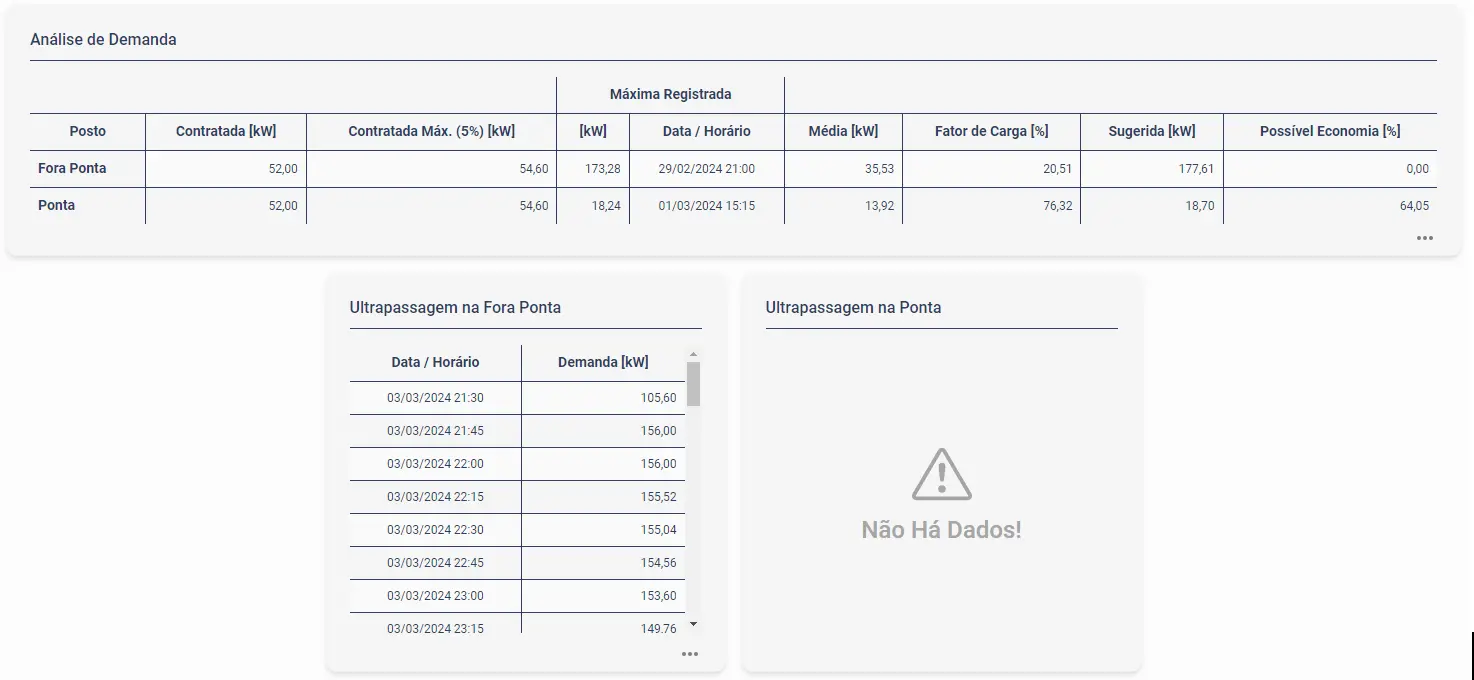 Análise de Demanda
Máxima Registrada
Posto Contratada [kW] Contratada Máx. (5%) [kW] [kW] Data / Horário Média [kW] Fator de Carga [%] Sugerida [kW] Possível Economia [%]
Fora Ponta 52,00 54,60 173,28 29/02/2024 21:00 35,53 20,51 177,61 0,00
Ponta 52,00 54,60 18,24 01/03/2024 15:15 13,92 76,32 18,70 64,05
Ultrapassagem na Fora Ponta
Data / Horário Demanda [kW]
03/03/2024 21:30 105,60
03/03/2024 21:45 156,00
03/03/2024 22:00 156,00
03/03/2024 22:15 155,52
03/03/2024 22:30 155,04
03/03/2024 22:45 154,56
03/03/2024 23:00 153,60
03/03/2024 23:15 149,76
Ultrapassagem na Ponta
Não Há Dados!